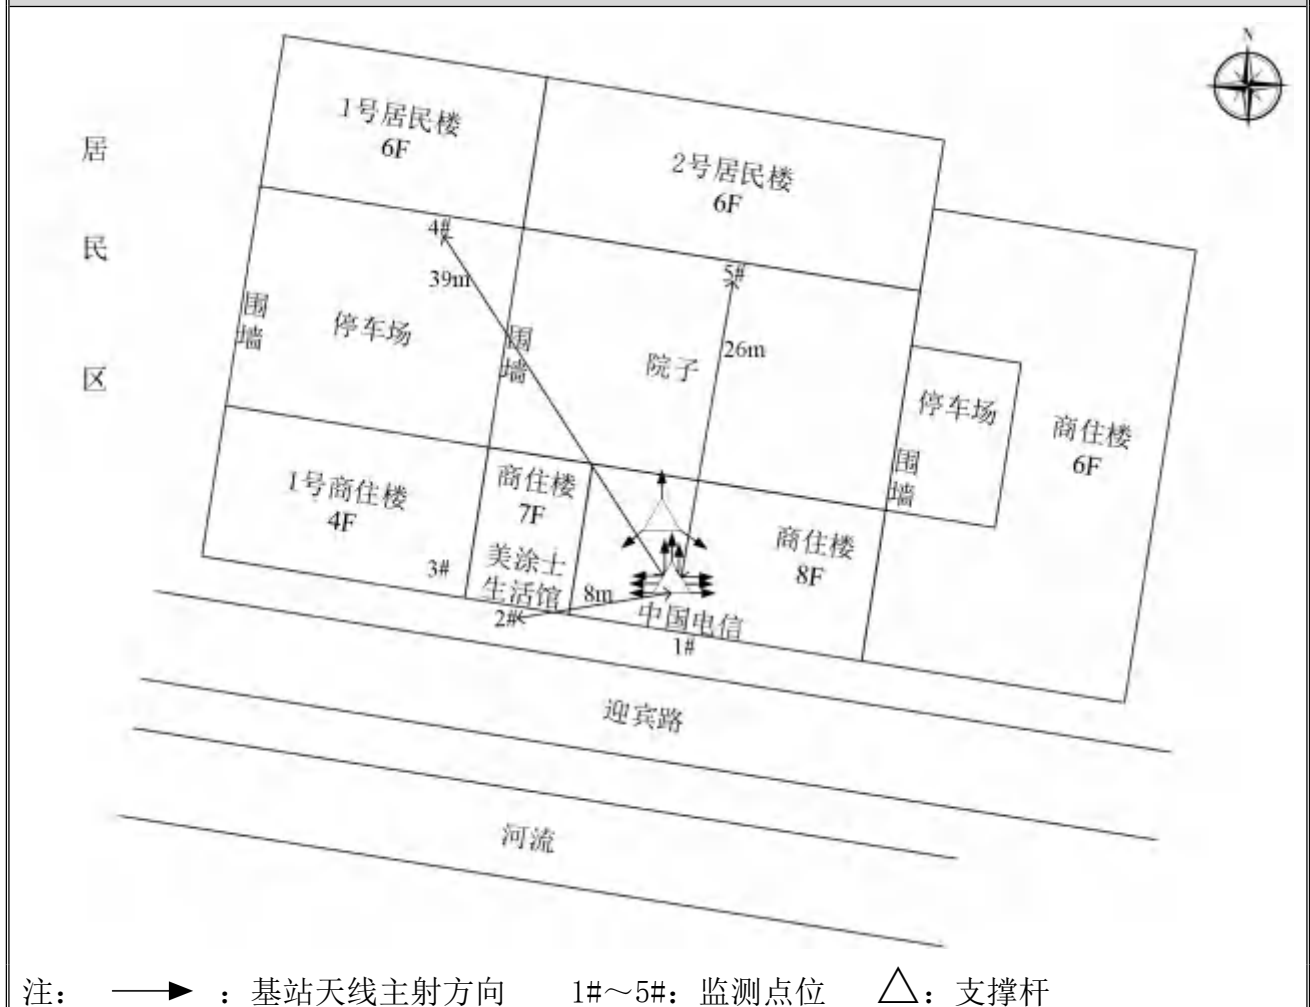 N
1号居民楼
6F
2号居民楼
6F
居
民
区
4#
39m
5#
26m
围
墙
停车场
围
墙
院子
停车场
围
墙
商住楼
6F
1号商住楼
4F
3#
商住楼
7F
美涂士
生活馆
2#
8m
商住楼
8F
中国电信
1#
迎宾路
河流
注： ：基站天线主射方向 1#～5#：监测点位 △：支撑杆